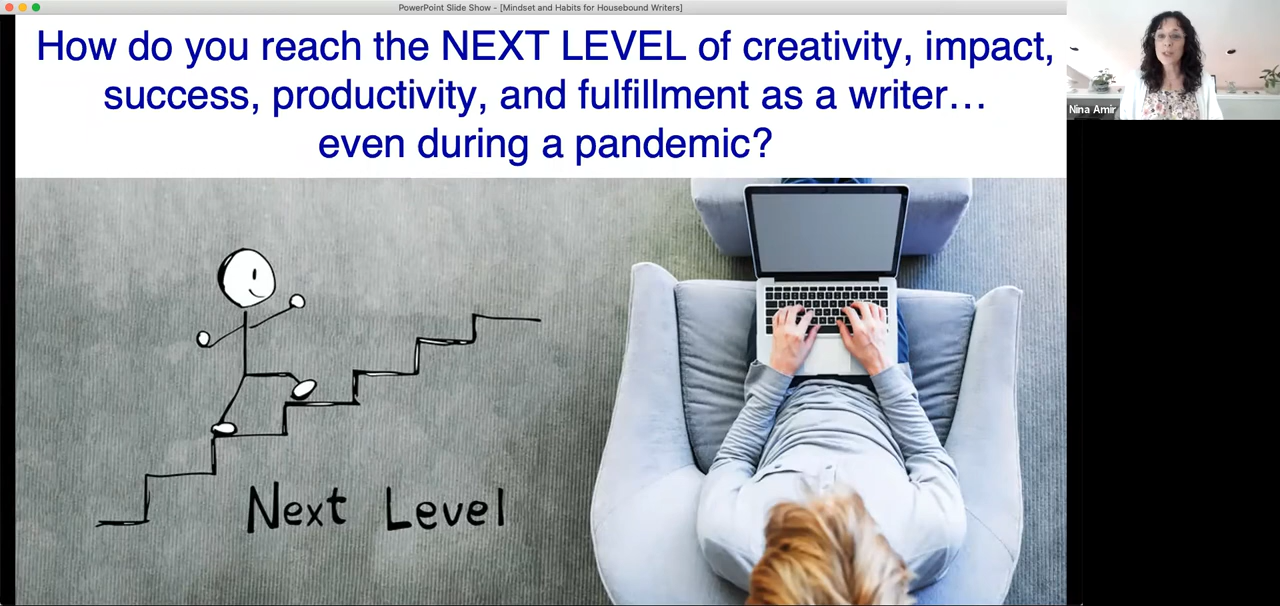 PowerPoint Slide Show - [Mindset and Habits for Housebound Writers]
How do you reach the NEXT LEVEL of creativity, impact,
success, productivity, and fulfillment as a writer…
even during a pandemic?
Nina Amir
Next Level